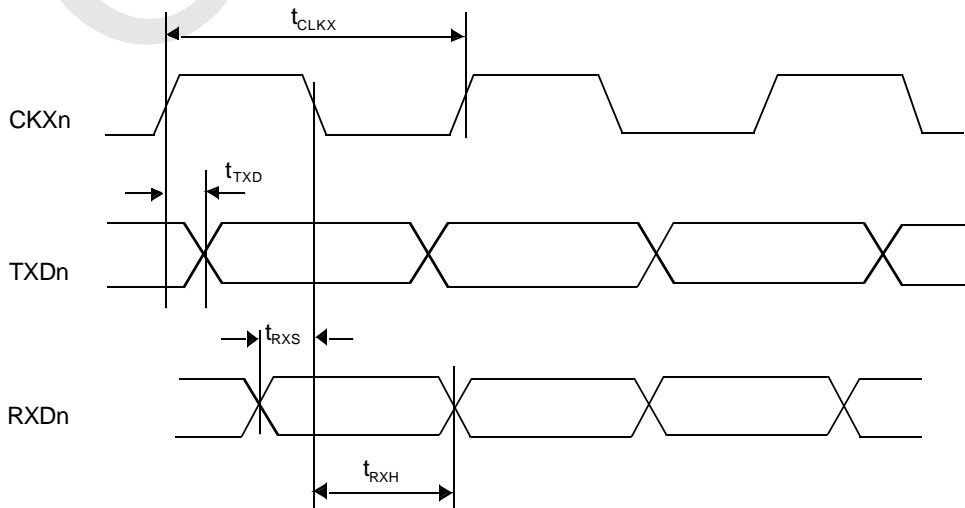 tCLKX
CKXn
tTXD
TXDn
tRXS
RXDn
tRXH